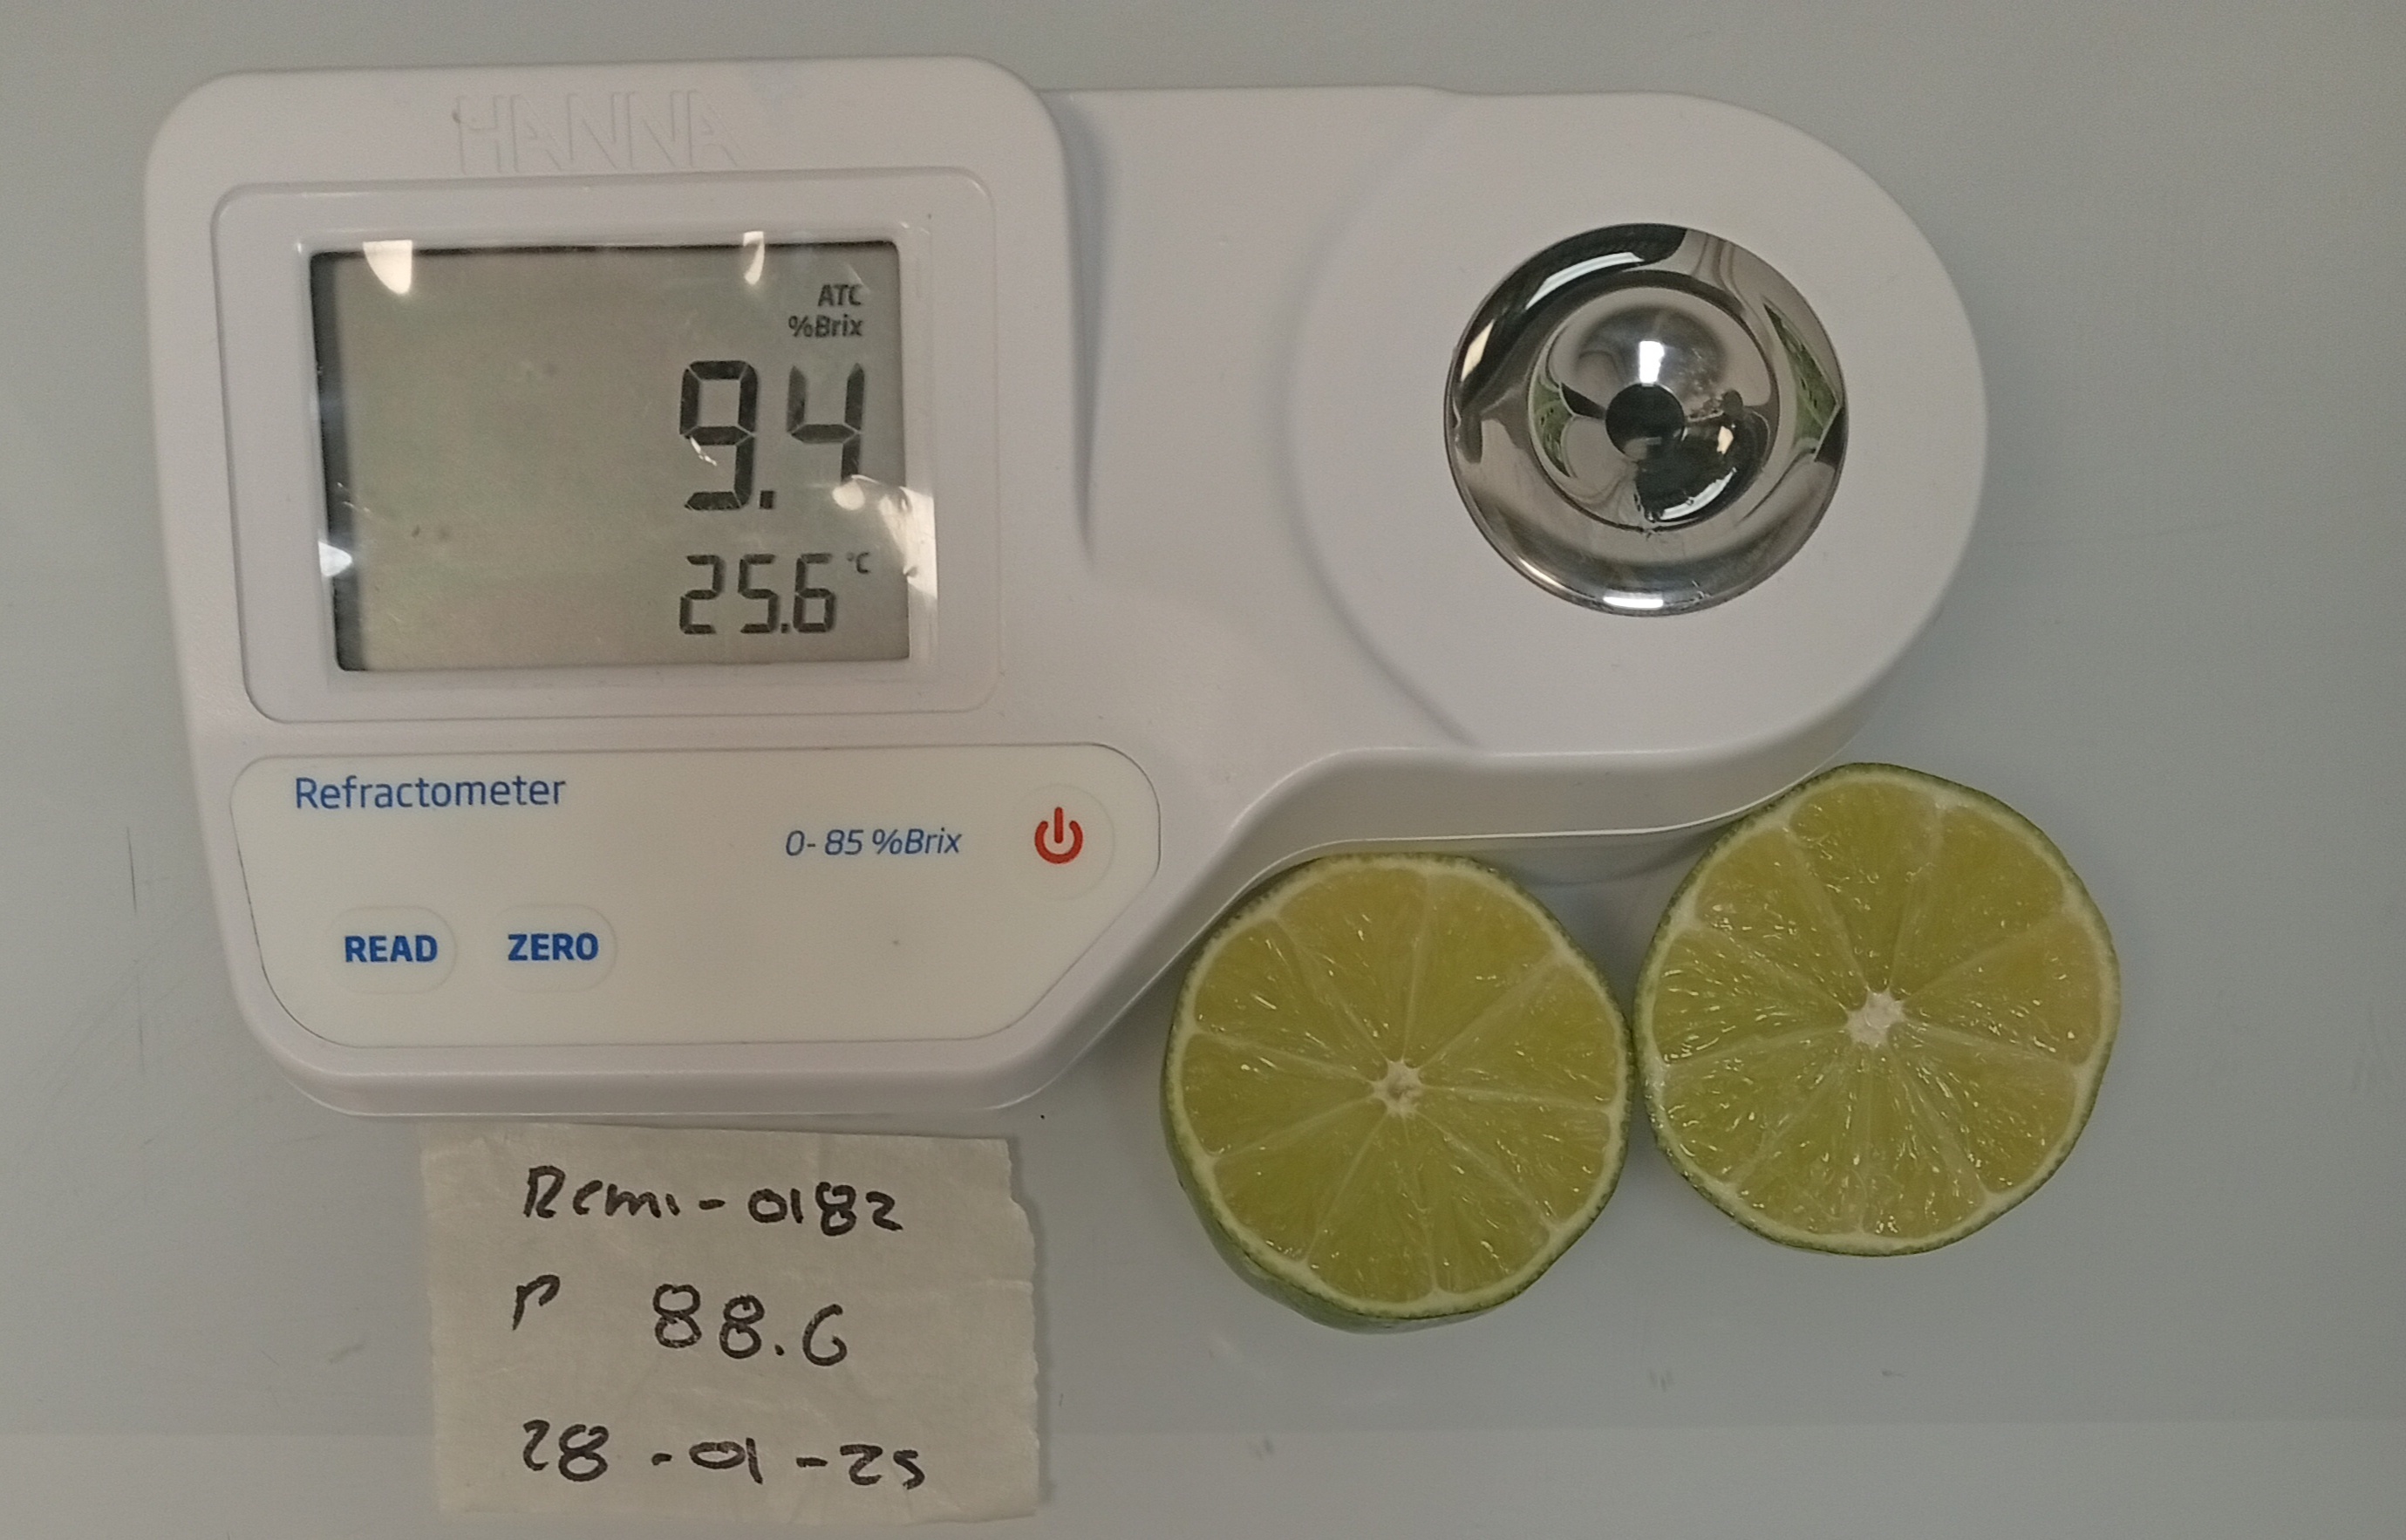 HANNA
ATC
%Brix
9.4
25.6 °C
Refractometer
0-85 %Brix
READ ZERO
Remi-0182
P 88.6
28-01-25